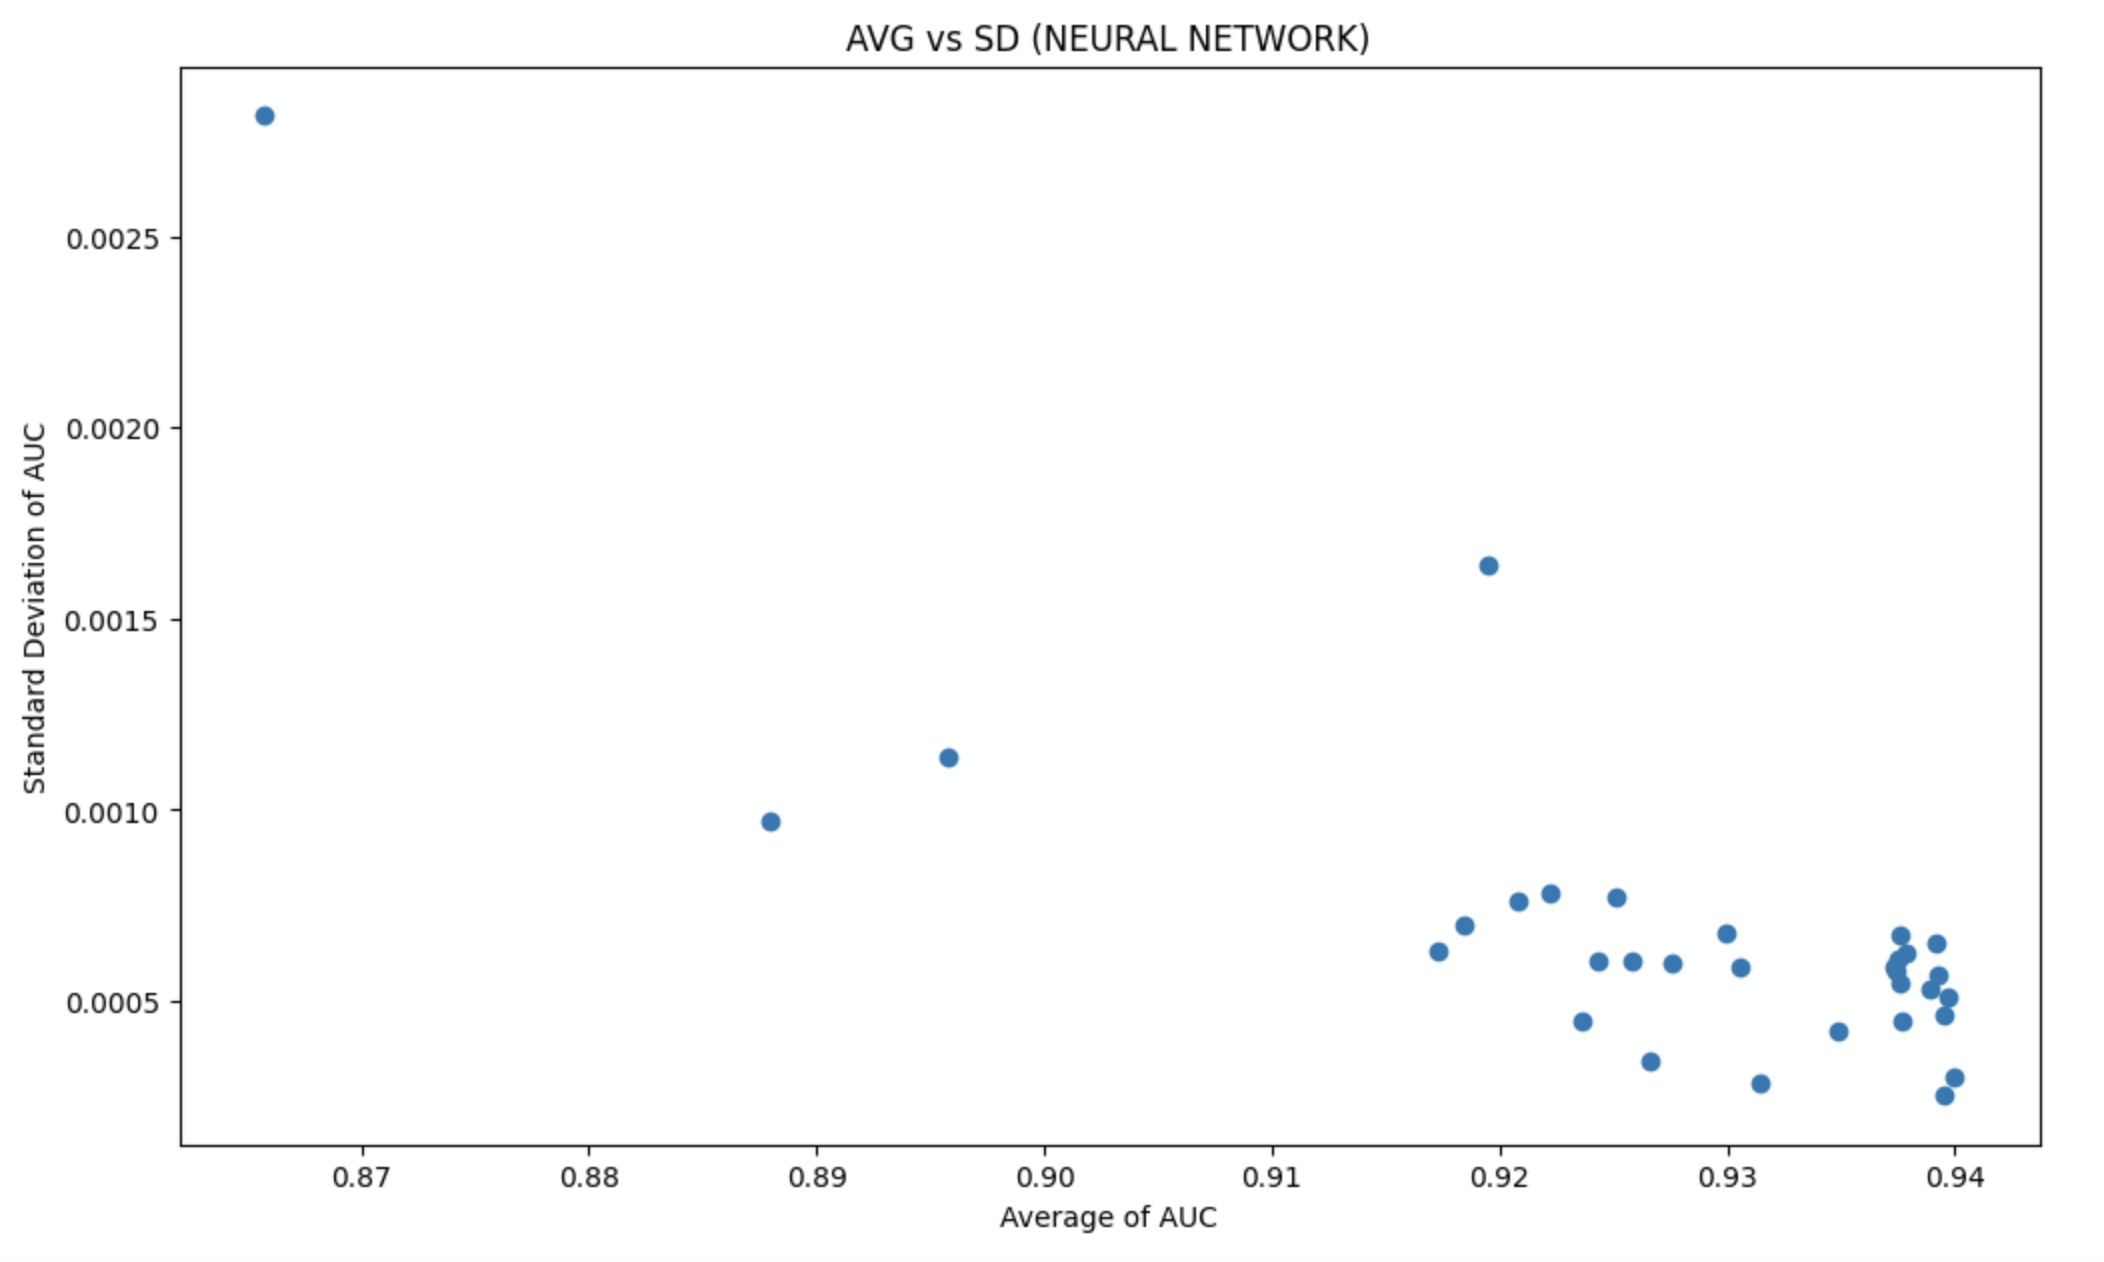 AVG vs SD (NEURAL NETWORK)
Standard Deviation of AUC
0.0025
0.0020
0.0015
0.0010
0.0005
0.87 0.88 0.89 0.90 0.91 0.92 0.93 0.94
Average of AUC